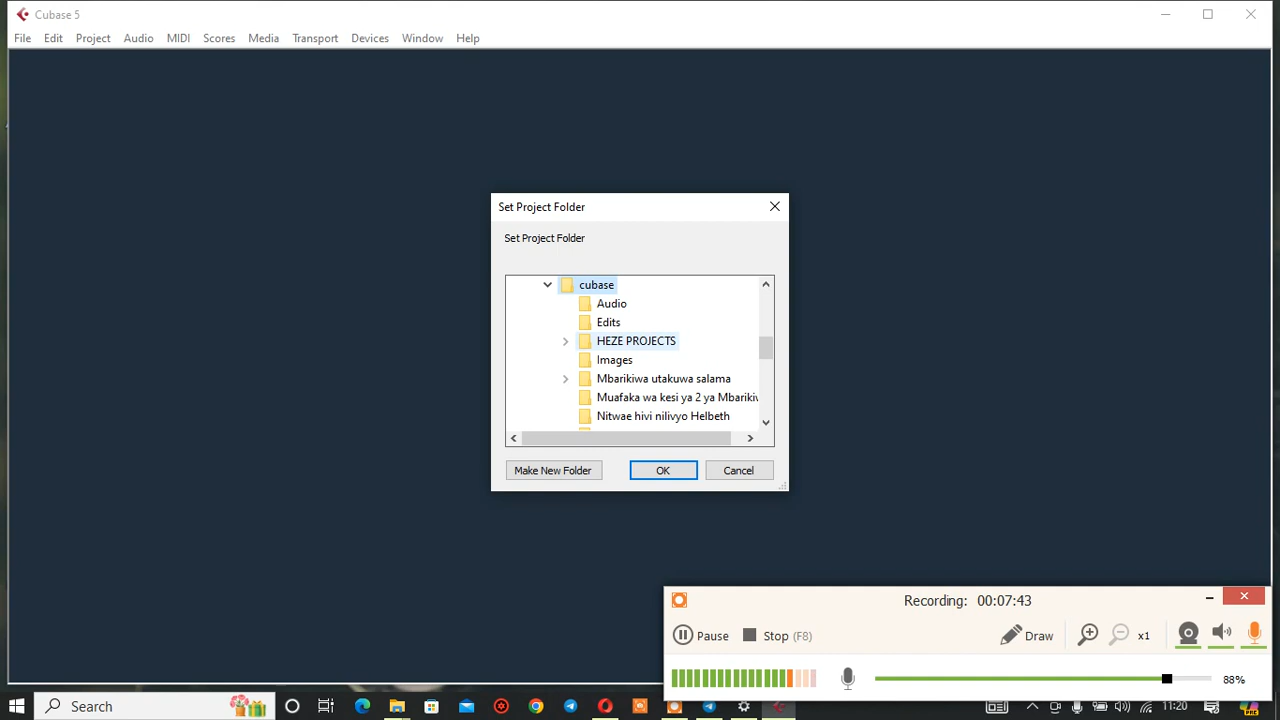 Cubase 5
File Edit Project Audio MIDI Scores Media Transport Devices Window Help
Set Project Folder
Set Project Folder
cubase
Audio
Edits
HEZE PROJECTS
Images
Mbarikiwa utakuwa salama
Muafaka wa kesi ya 2 ya Mbarikiv
Nitwae hivi nilivyo Helbeth
Make New Folder OK Cancel
Recording: 00:07:43
Pause Stop (F8) Draw x1
88%
Search 11:20
PRE